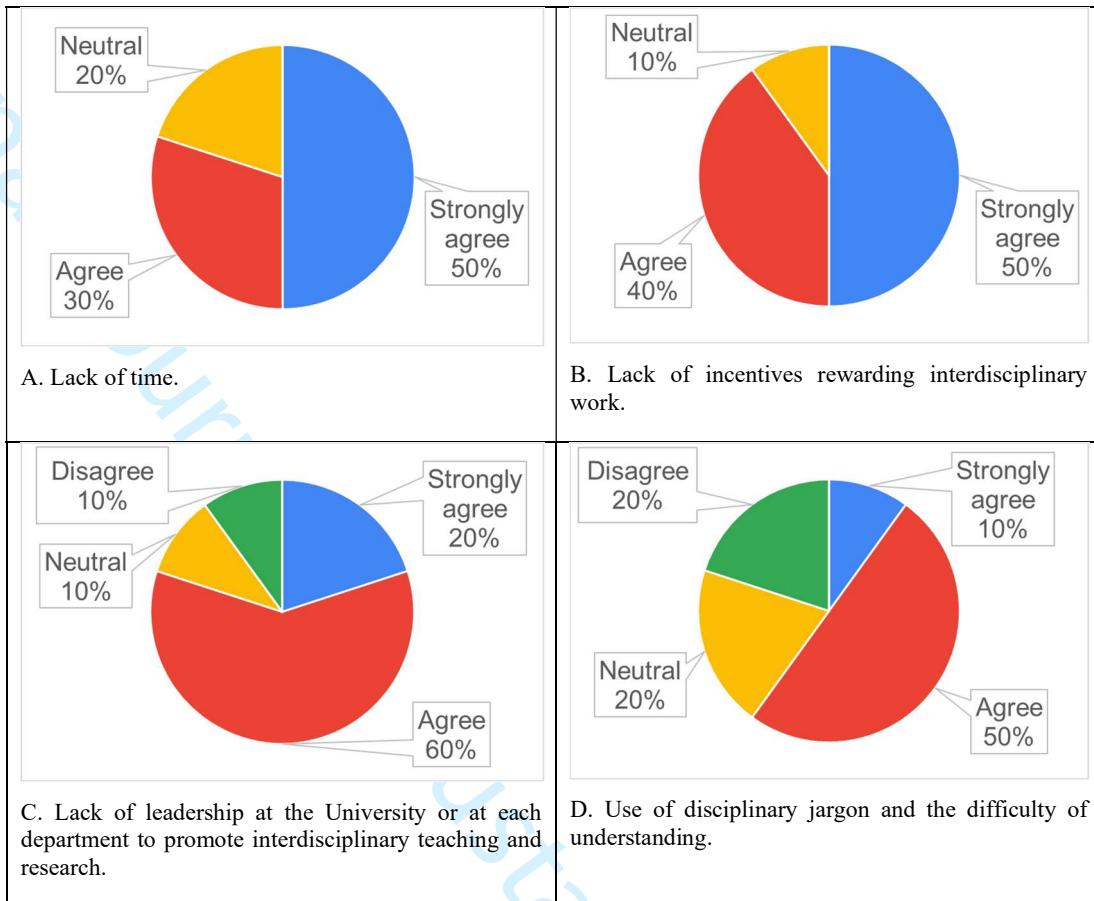 Neutral
20%
Strongly
agree
50%
Agree
30%
A. Lack of time.
Neutral
10%
Strongly
agree
50%
Agree
40%
B. Lack of incentives rewarding interdisciplinary
work.
Disagree
10%
Strongly
agree
20%
Neutral
10%
Agree
60%
C. Lack of leadership at the University or at each
department to promote interdisciplinary teaching and
research.
Disagree
20%
Strongly
agree
10%
Neutral
20%
Agree
50%
D. Use of disciplinary jargon and the difficulty of
understanding.